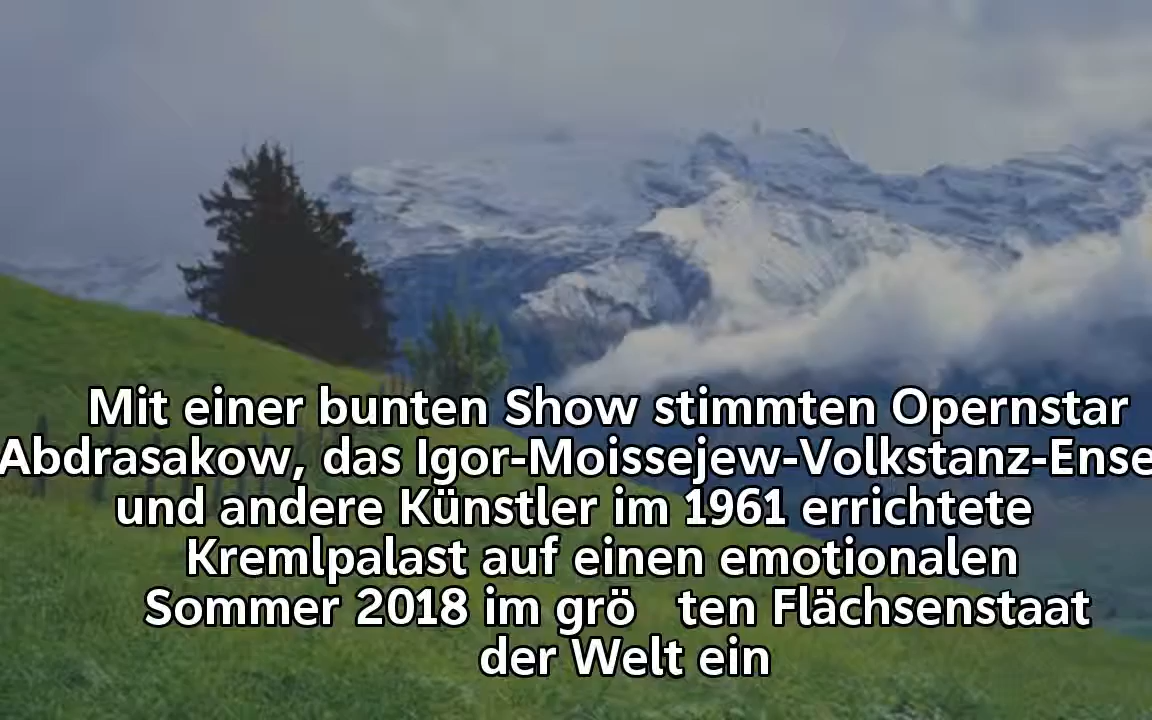 Mit einer bunten Show stimmten Opernstar
Abdrasakow, das Igor-Moissejew-Volkstanz-Ense
und andere Künstler im 1961 errichtete
Kremlpalast auf einen emotionalen
Sommer 2018 im grö ten Flächsenstaat
der Welt ein